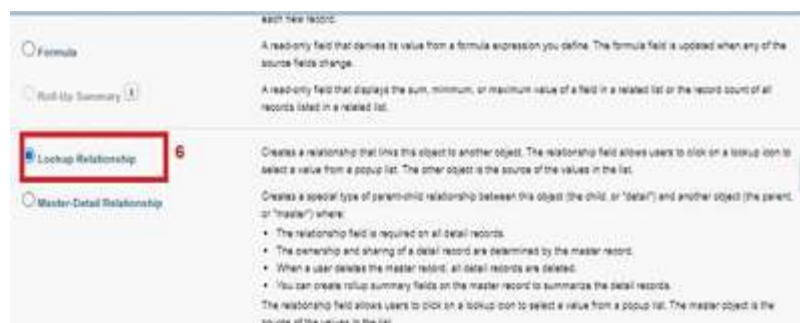 each new record.
Formula
A read-only field that derives its value from a formula expression you define. The formula field is updated when any of the
source fields change.
Roll-Up Summary
A read-only field that displays the sum, minimum, or maximum value of a field in a related list or the record count of all
records listed in a related list.
Lookup Relationship 6
Creates a relationship that links this object to another object. The relationship field allows users to click on a lookup icon to
select a value from a popup list. The other object is the source of the values in the list.
Master-Detail Relationship
Creates a special type of parent-child relationship between this object (the child, or "detail") and another object (the parent,
or "master") where:
• The relationship field is required on all detail records.
• The ownership and sharing of a detail record are determined by the master record.
• When a user deletes the master record, all detail records are deleted.
• You can create rollup summary fields on the master record to summarize the detail records.
The relationship field allows users to click on a lookup icon to select a value from a popup list. The master object is the
source of the values in the list.